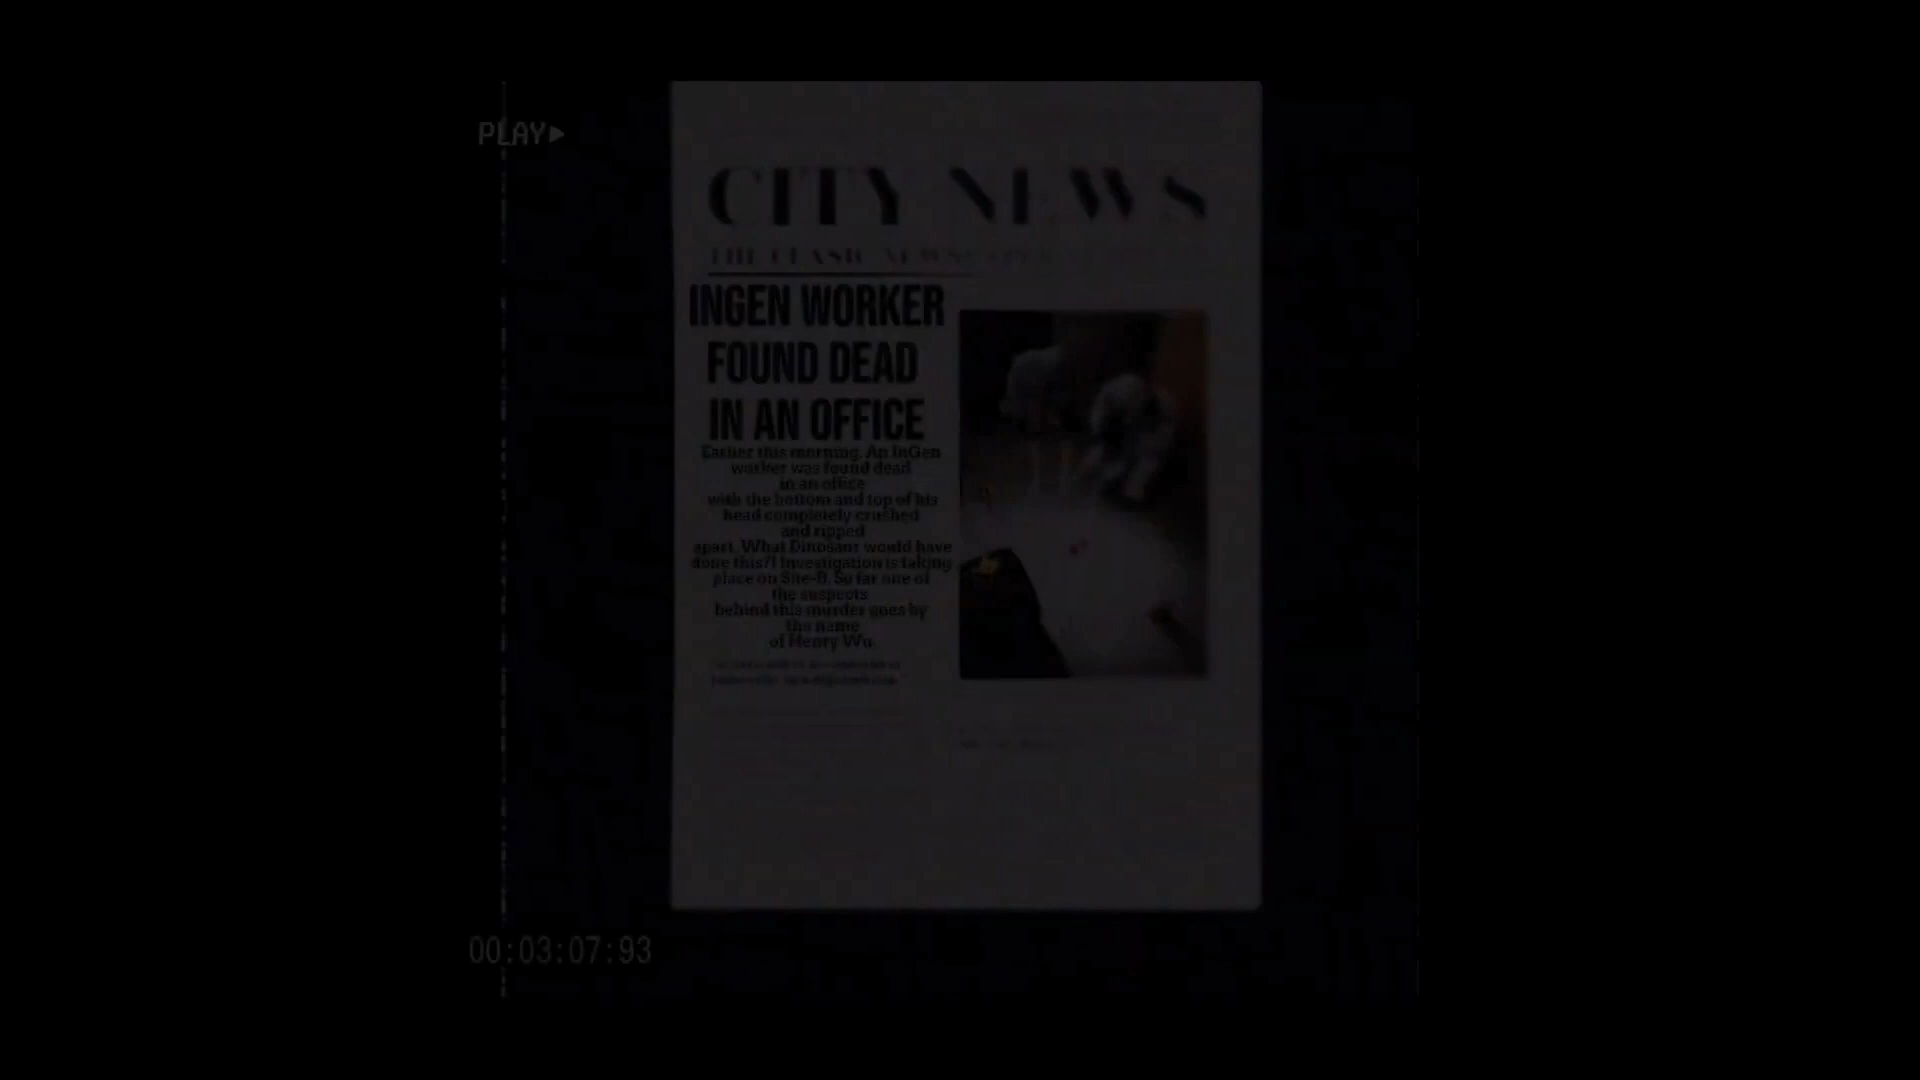 PLAY
CITY NEWS
THE CLASIC NEWS
INGEN WORKER
FOUND DEAD
IN AN OFFICE
Earlier this morning. An InGen
worker was found dead
in an office
with the bottom and top of his
head completely crushed
and ripped
apart. What Dinosaur would have
done this?! Investigation is taking
place on Site-B. So far one of
the suspects
behind this murder goes by
the name
of Henry Wu.
00:03:07:93